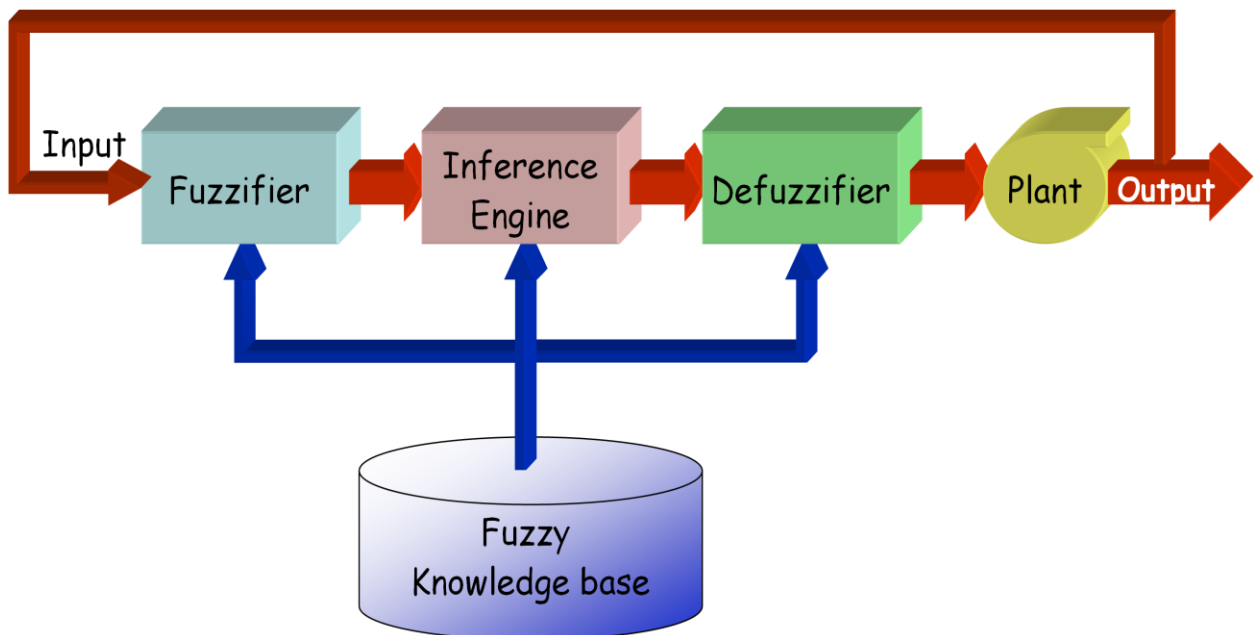 Input
Fuzzifier
Inference
Engine
Defuzzifier
Plant
Output
Fuzzy
Knowledge base